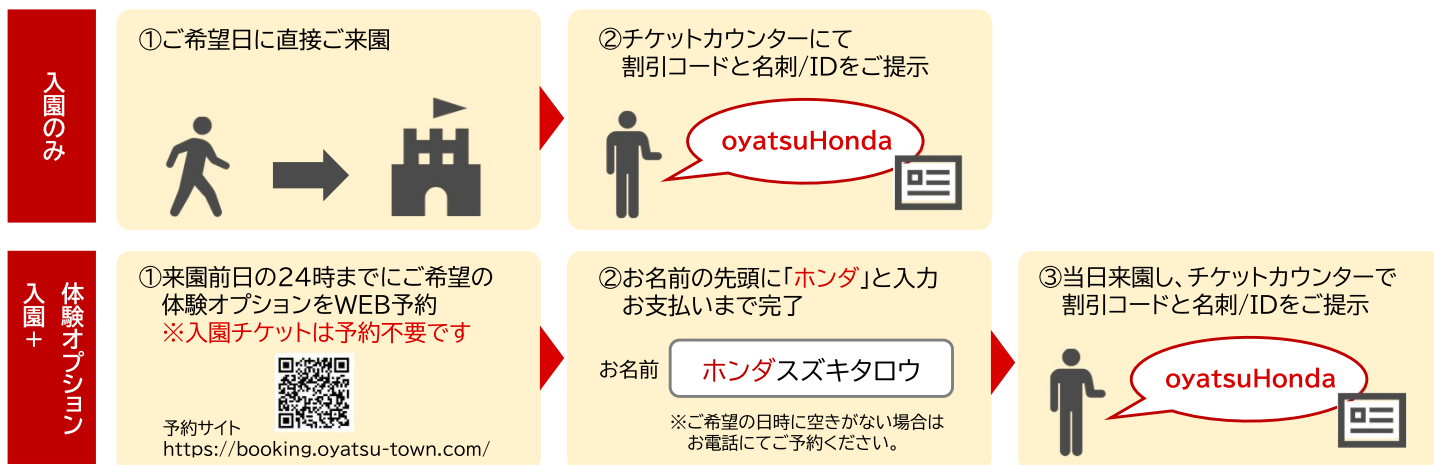 入園のみ
①ご希望日に直接ご来園
②チケットカウンターにて
割引コードと名刺/IDをご提示
oyatsuHonda
体験オプション
入園+
①来園前日の24時までにご希望の
体験オプションをWEB予約
※入園チケットは予約不要です
予約サイト
https://booking.oyatsu-town.com/
②お名前の先頭に「ホンダ」と入力
お支払いまで完了
お名前
ホンダスズキタロウ
※ご希望の日時に空きがない場合は
お電話にてご予約ください。
③当日来園し、チケットカウンターで
割引コードと名刺/IDをご提示
oyatsuHonda